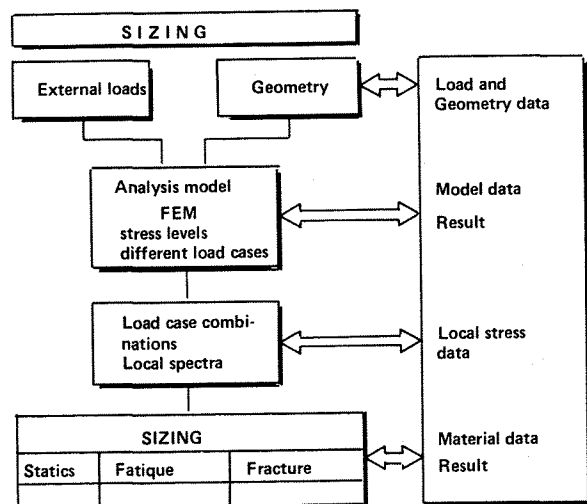 SIZING
External loads
Geometry
Load and
Geometry data
Analysis model
FEM
stress levels
different load cases
Model data
Result
Load case combi-
nations
Local spectra
Local stress
data
SIZING
Statics
Fatique
Fracture
Material data
Result